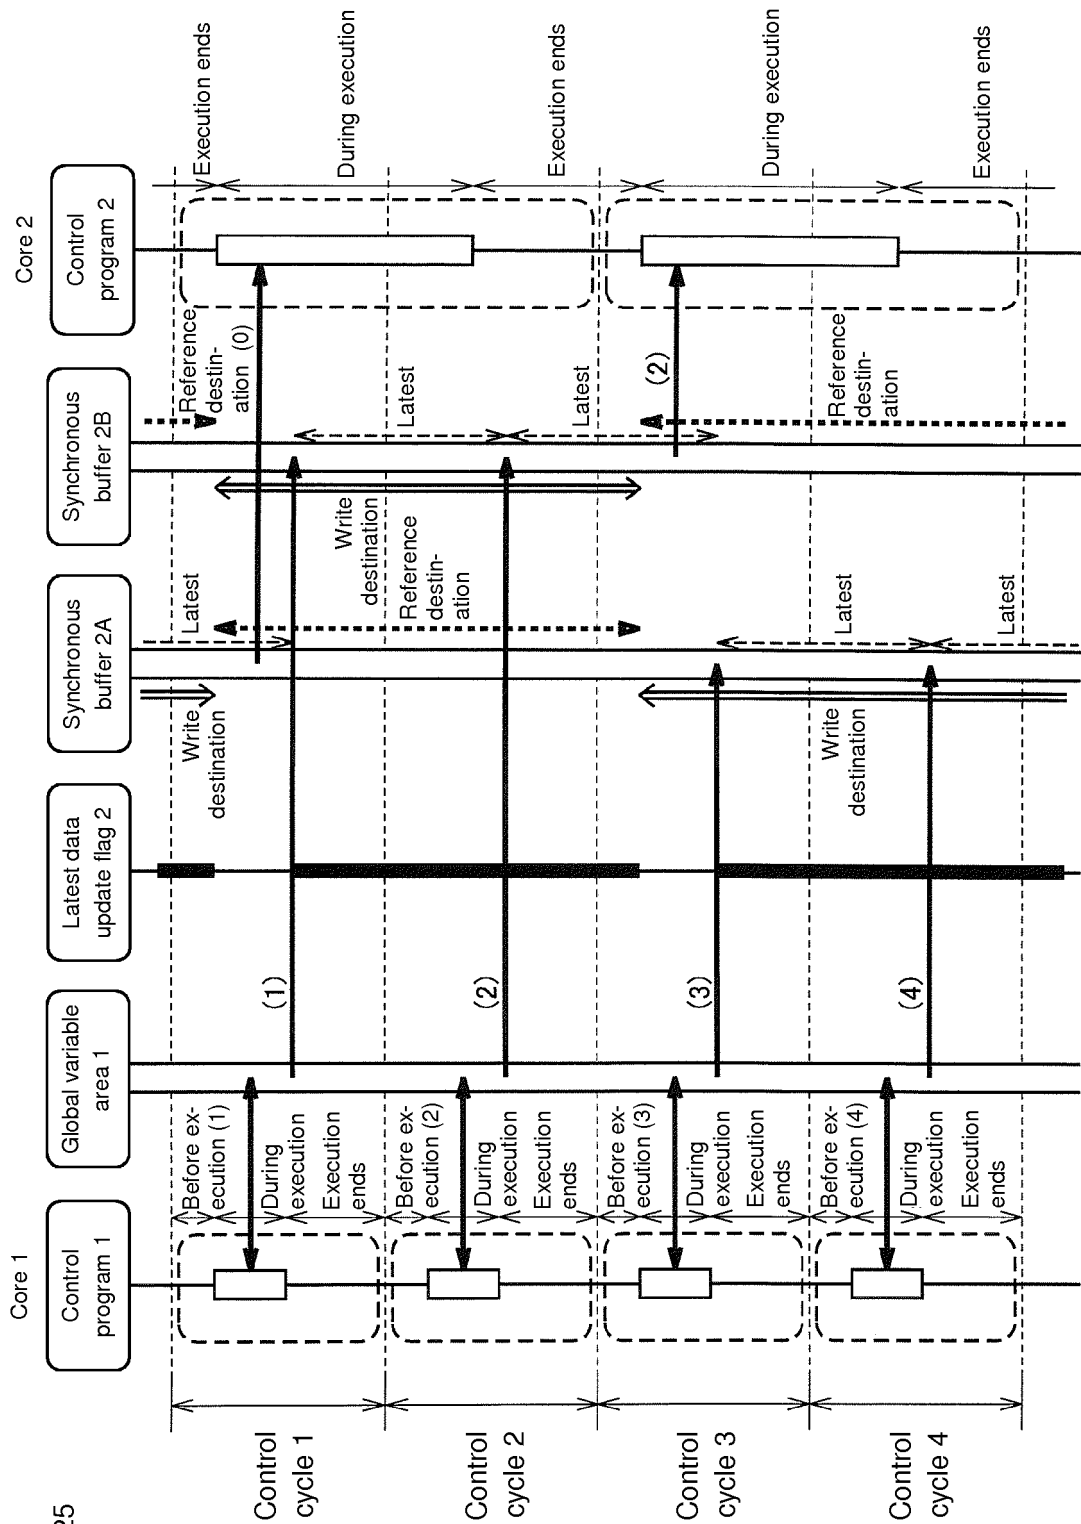 25
Core 1
Core 2
Control
program 1
Global variable
area 1
Latest data
update flag 2
Synchronous
buffer 2A
Synchronous
buffer 2B
Control
program 2
Control
cycle 1
Before ex-
ecution (1)
During
execution
Execution
ends
(1)
Write
destination
Latest
Write
destination
Reference
destin-
ation
Reference
destin-
ation (0)
Latest
Execution ends
During execution
Control
cycle 2
Before ex-
ecution (2)
During
execution
Execution
ends
(2)
Latest
Execution ends
Control
cycle 3
Before ex-
ecution (3)
During
execution
Execution
ends
(3)
(2)
During execution
Control
cycle 4
Before ex-
ecution (4)
During
execution
Execution
ends
(4)
Write
destination
Latest
Latest
Reference
destin-
ation
Execution ends